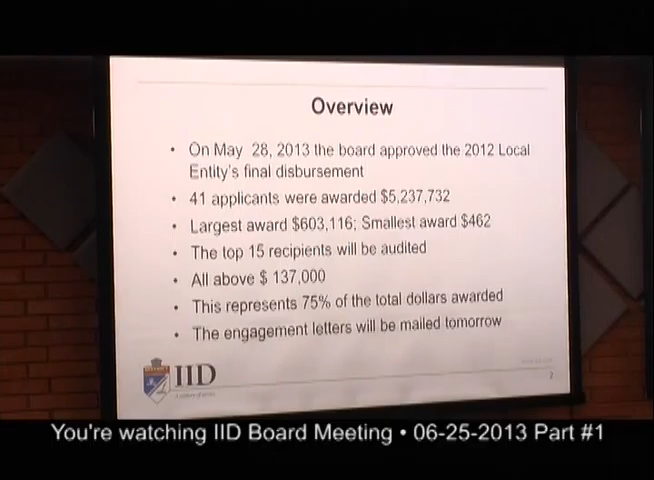 Overview
• On May 28, 2013 the board approved the 2012 Local
Entity's final disbursement
• 41 applicants were awarded $5,237,732
• Largest award $603,116; Smallest award $462
• The top 15 recipients will be audited
• All above $ 137,000
• This represents 75% of the total dollars awarded
• The engagement letters will be mailed tomorrow
IID
2
You're watching IID Board Meeting • 06-25-2013 Part #1